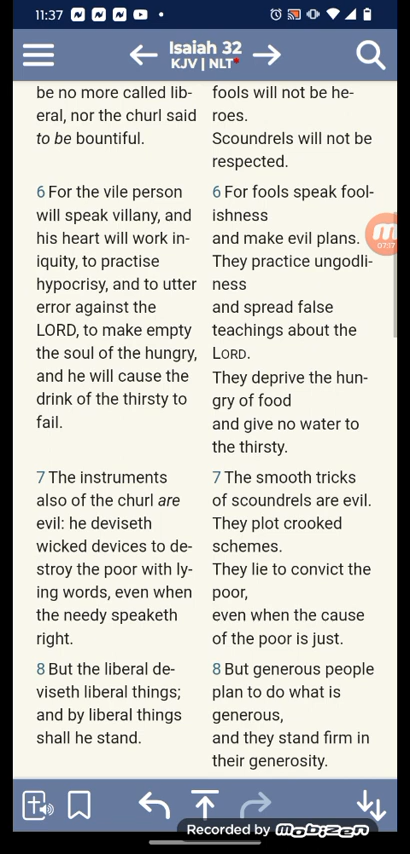 11:37
Isaiah 32
KJV | NLT
be no more called lib-
eral, nor the churl said
to be bountiful.
6 For the vile person
will speak villany, and
his heart will work in-
iquity, to practise
hypocrisy, and to utter
error against the
LORD, to make empty
the soul of the hungry,
and he will cause the
drink of the thirsty to
fail.
7 The instruments
also of the churl are
evil: he deviseth
wicked devices to de-
stroy the poor with ly-
ing words, even when
the needy speaketh
right.
8 But the liberal de-
viseth liberal things;
and by liberal things
shall he stand.
fools will not be he-
roes.
Scoundrels will not be
respected.
6 For fools speak fool-
ishness
and make evil plans.
They practice ungodli-
ness
and spread false
teachings about the
LORD.
They deprive the hun-
gry of food
and give no water to
the thirsty.
7 The smooth tricks
of scoundrels are evil.
They plot crooked
schemes.
They lie to convict the
poor,
even when the cause
of the poor is just.
8 But generous people
plan to do what is
generous,
and they stand firm in
their generosity.
07:17
Recorded by mobizen